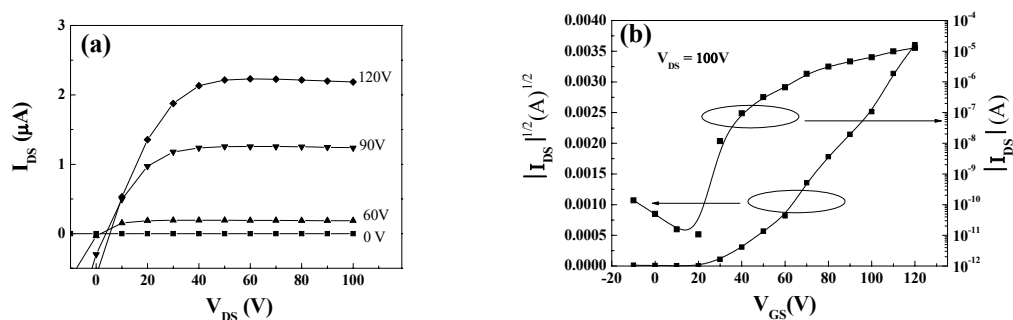 (a)
I_DS (μA)
3
2
1
0
120V
90V
60V
0 V
0 20 40 60 80 100
V_DS (V)
(b)
V_DS = 100V
|I_DS|^1/2 (A)^1/2
0.0040
0.0035
0.0030
0.0025
0.0020
0.0015
0.0010
0.0005
0.0000
-20 0 20 40 60 80 100 120
V_GS(V)
10^-4
10^-5
10^-6
10^-7
10^-8
10^-9
10^-10
10^-11
10^-12
|I_DS|(A)